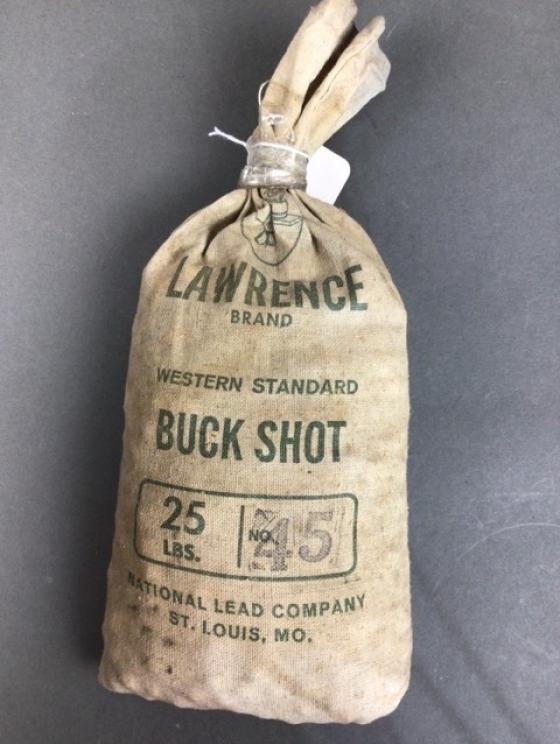 LAWRENCE
BRAND
WESTERN STANDARD
BUCK SHOT
25
LBS.
NO. 45
NATIONAL LEAD COMPANY
ST. LOUIS, MO.